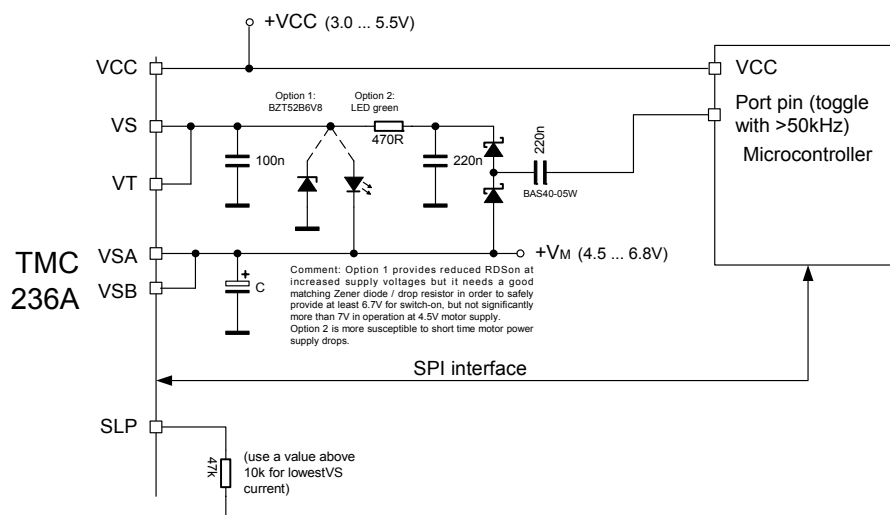 +VCC (3.0 ... 5.5V)
VCC
VCC
Option 1:
BZT52B6V8
Option 2:
LED green
VS
470R
100n
220n
220n
BAS40-05W
Port pin (toggle
with >50kHz)
Microcontroller
VT
VSA
+VM (4.5 ... 6.8V)
TMC
236A
VSB
C
+
Comment: Option 1 provides reduced RDSon at
increased supply voltages but it needs a good
matching Zener diode / drop resistor in order to safely
provide at least 6.7V for switch-on, but not significantly
more than 7V in operation at 4.5V motor supply.
Option 2 is more susceptible to short time motor power
supply drops.
SPI interface
SLP
47k
(use a value above
10k for lowestVS
current)